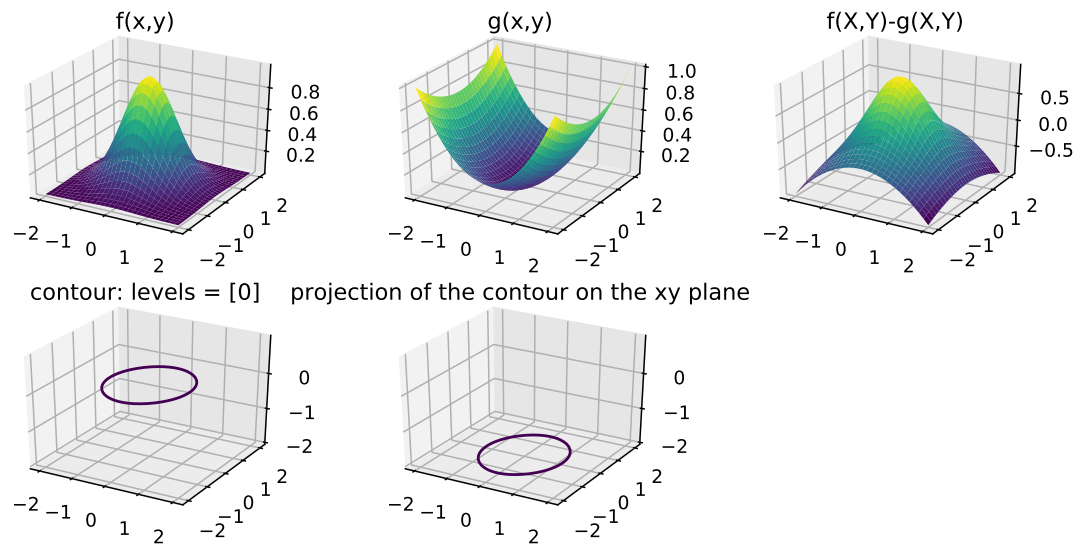 f(x,y)
g(x,y)
f(X,Y)-g(X,Y)
0.8
0.6
0.4
0.2
−2 −1 0 1 2
−2 −1 0 1 2
1.0
0.8
0.6
0.4
0.2
−2 −1 0 1 2
−2 −1 0 1 2
0.5
0.0
−0.5
−2 −1 0 1 2
−2 −1 0 1 2
contour: levels = [0]
projection of the contour on the xy plane
0
−1
−2
−2 −1 0 1 2
−2 −1 0 1 2
0
−1
−2
−2 −1 0 1 2
−2 −1 0 1 2